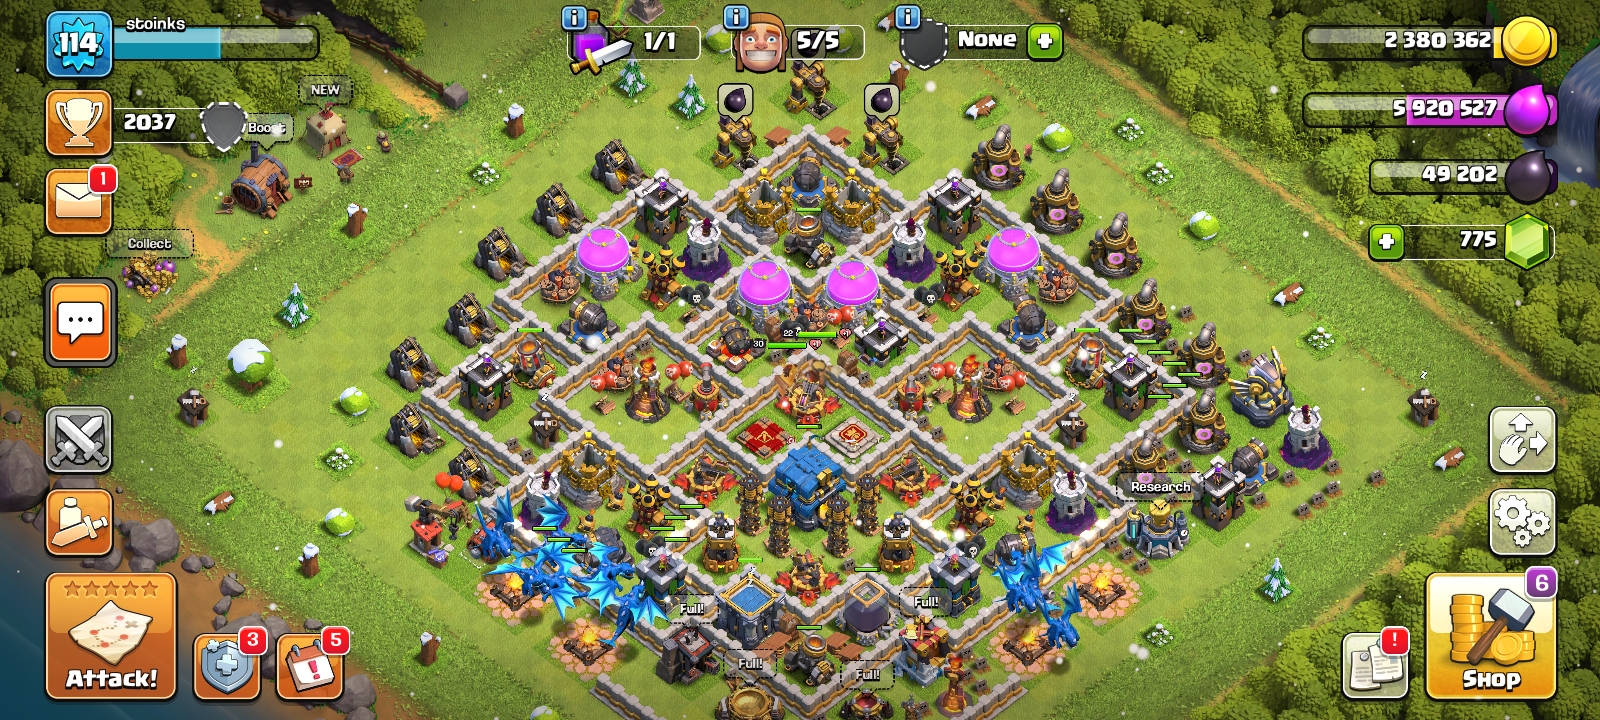 114
stoinks
i
1/1
i
5/5
i
None
2 380 362
2037
Boost
NEW
5 920 527
49 202
775
1
Collect
22
30
z
z
z
z
z
Research
Full!
Full!
Full!
Full!
Attack!
3
5
!
6
Shop